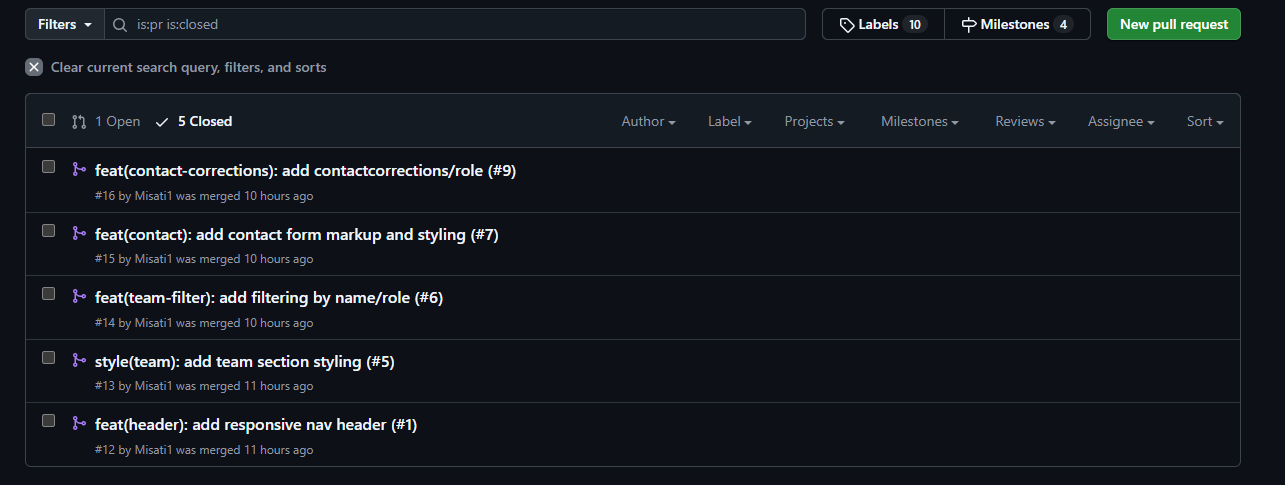 Filters is:pr is:closed Labels 10 Milestones 4 New pull request
Clear current search query, filters, and sorts
1 Open 5 Closed Author Label Projects Milestones Reviews Assignee Sort
feat(contact-corrections): add contactcorrections/role (#9)
#16 by Misati1 was merged 10 hours ago
feat(contact): add contact form markup and styling (#7)
#15 by Misati1 was merged 10 hours ago
feat(team-filter): add filtering by name/role (#6)
#14 by Misati1 was merged 10 hours ago
style(team): add team section styling (#5)
#13 by Misati1 was merged 11 hours ago
feat(header): add responsive nav header (#1)
#12 by Misati1 was merged 11 hours ago